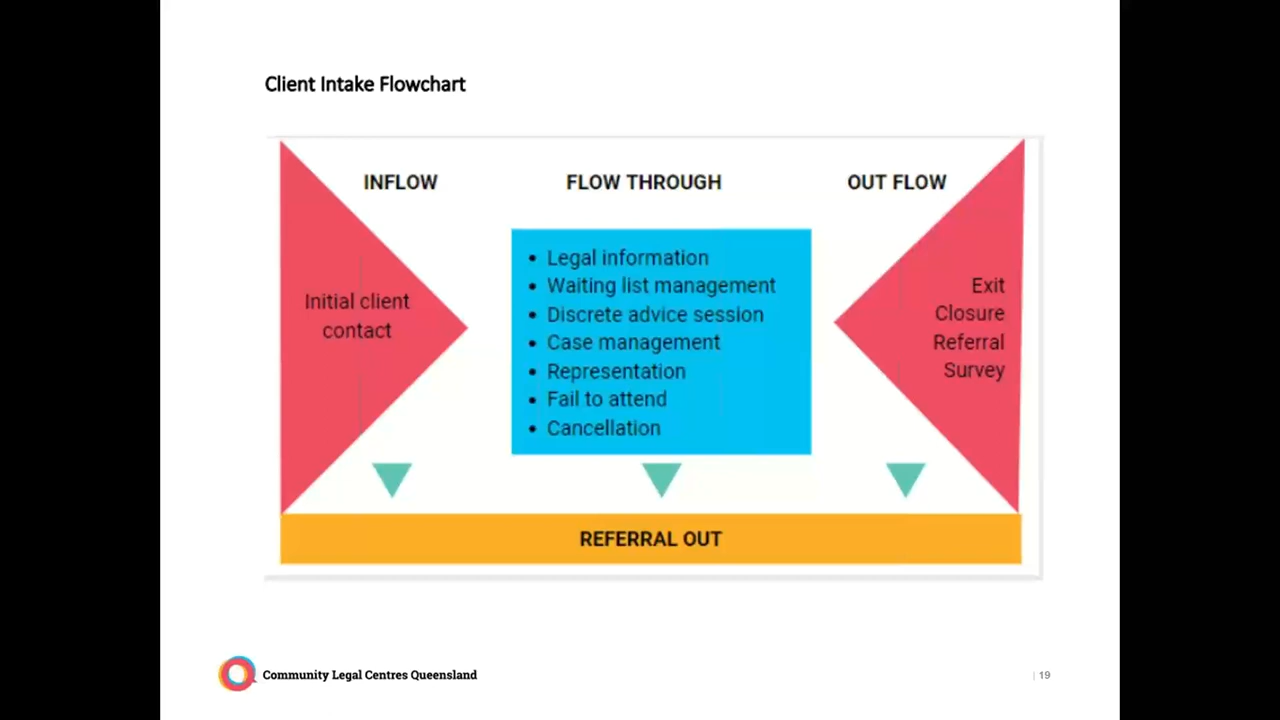 Client Intake Flowchart
INFLOW
FLOW THROUGH
OUT FLOW
Initial client
contact
• Legal information
• Waiting list management
• Discrete advice session
• Case management
• Representation
• Fail to attend
• Cancellation
Exit
Closure
Referral
Survey
REFERRAL OUT
Community Legal Centres Queensland
| 19